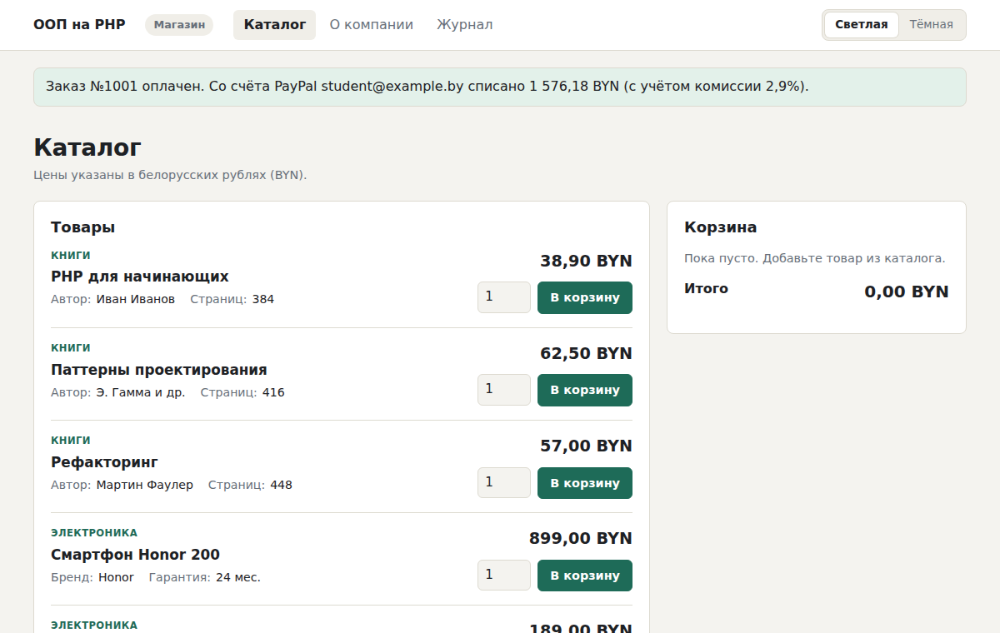 ООП на PHP Магазин Каталог О компании Журнал Светлая Тёмная
Заказ №1001 оплачен. Со счёта PayPal student@example.by списано 1 576,18 BYN (с учётом комиссии 2,9%).
Каталог
Цены указаны в белорусских рублях (BYN).
Товары
КНИГИ
PHP для начинающих
Автор: Иван Иванов Страниц: 384
38,90 BYN
1 В корзину
КНИГИ
Паттерны проектирования
Автор: Э. Гамма и др. Страниц: 416
62,50 BYN
1 В корзину
КНИГИ
Рефакторинг
Автор: Мартин Фаулер Страниц: 448
57,00 BYN
1 В корзину
ЭЛЕКТРОНИКА
Смартфон Honor 200
Бренд: Honor Гарантия: 24 мес.
899,00 BYN
1 В корзину
ЭЛЕКТРОНИКА
189,00 BYN
Корзина
Пока пусто. Добавьте товар из каталога.
Итого 0,00 BYN